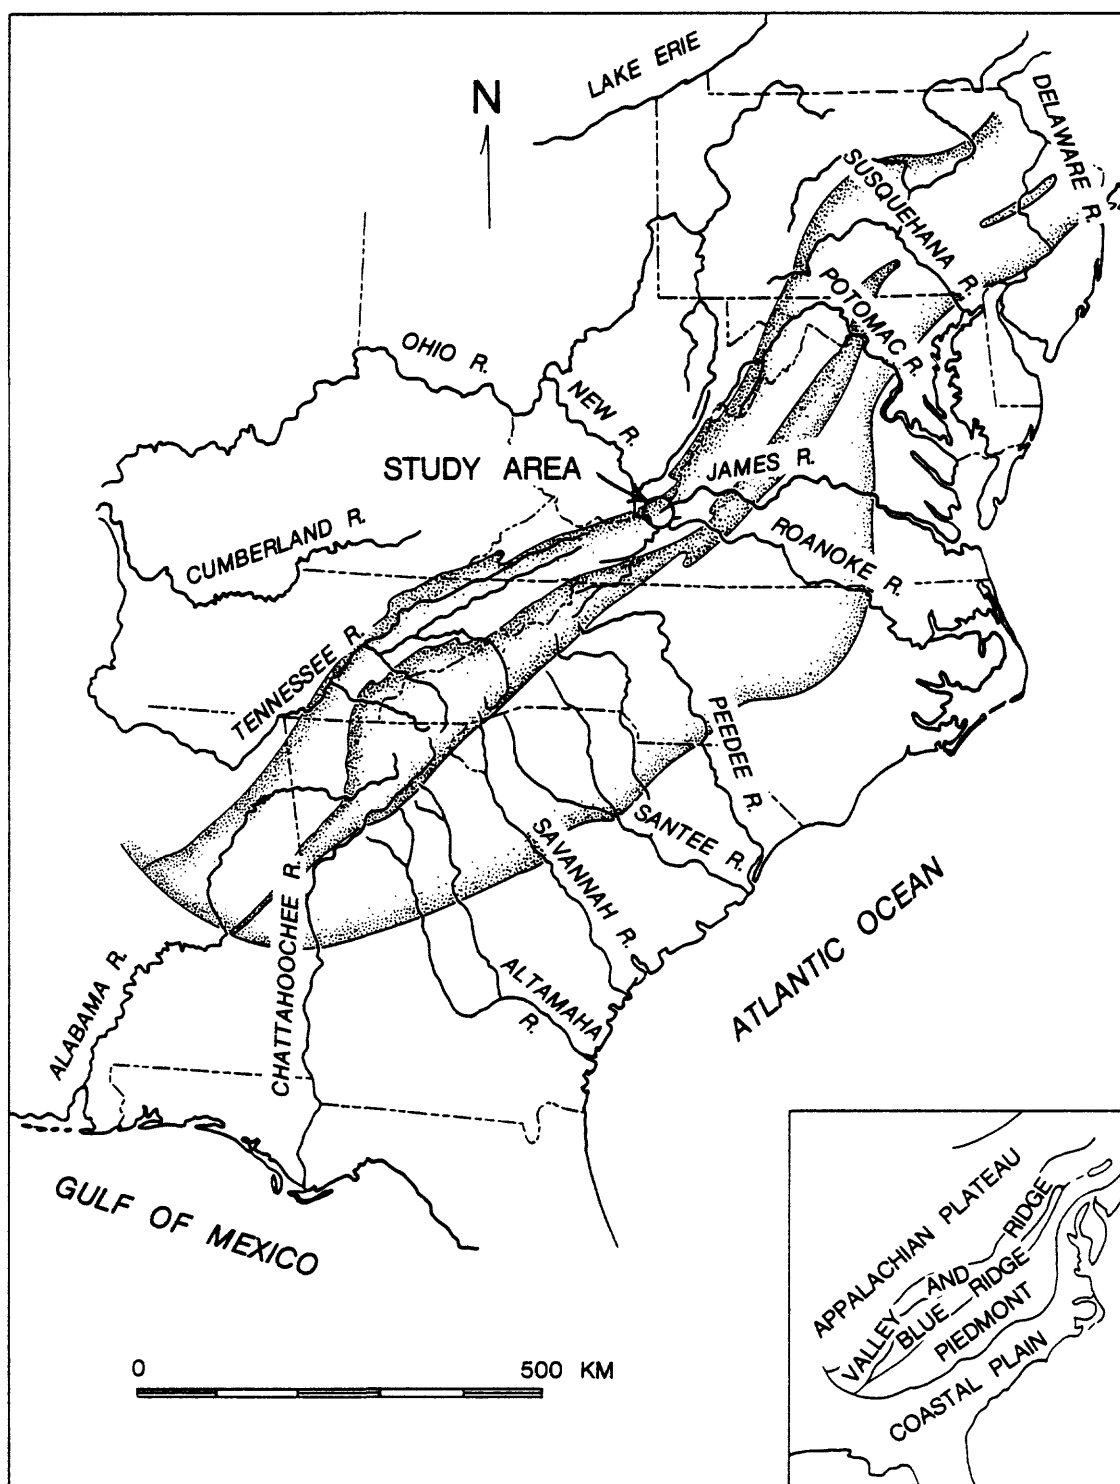 LAKE ERIE
N
DELAWARE R.
SUSQUEHANA R.
POTOMAC R.
OHIO R.
NEW R.
STUDY AREA
JAMES R.
ROANOKE R.
CUMBERLAND R.
TENNESSEE R.
PEEDEE R.
SANTEE R.
SAVANNAH R.
ALTAMAHA
R.
CHATTAHOOCHEE R.
ALABAMA R.
ATLANTIC OCEAN
GULF OF MEXICO
0 500 KM
APPALACHIAN PLATEAU
VALLEY AND RIDGE
BLUE RIDGE
PIEDMONT
COASTAL PLAIN